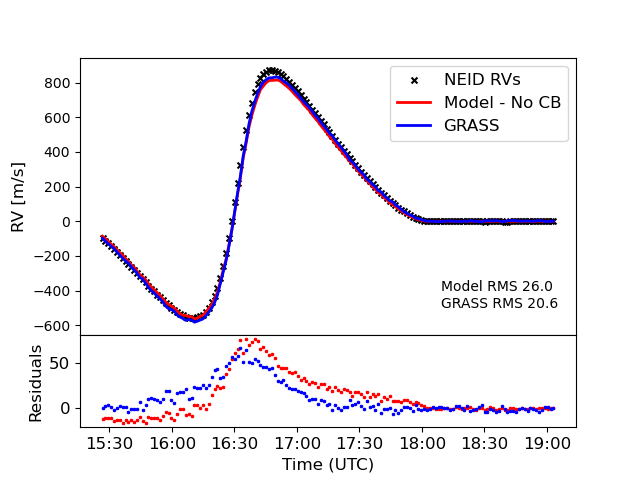 NEID RVs
Model - No CB
GRASS
RV [m/s]
800
600
400
200
0
−200
−400
−600
Model RMS 26.0
GRASS RMS 20.6
Residuals
50
0
15:30 16:00 16:30 17:00 17:30 18:00 18:30 19:00
Time (UTC)